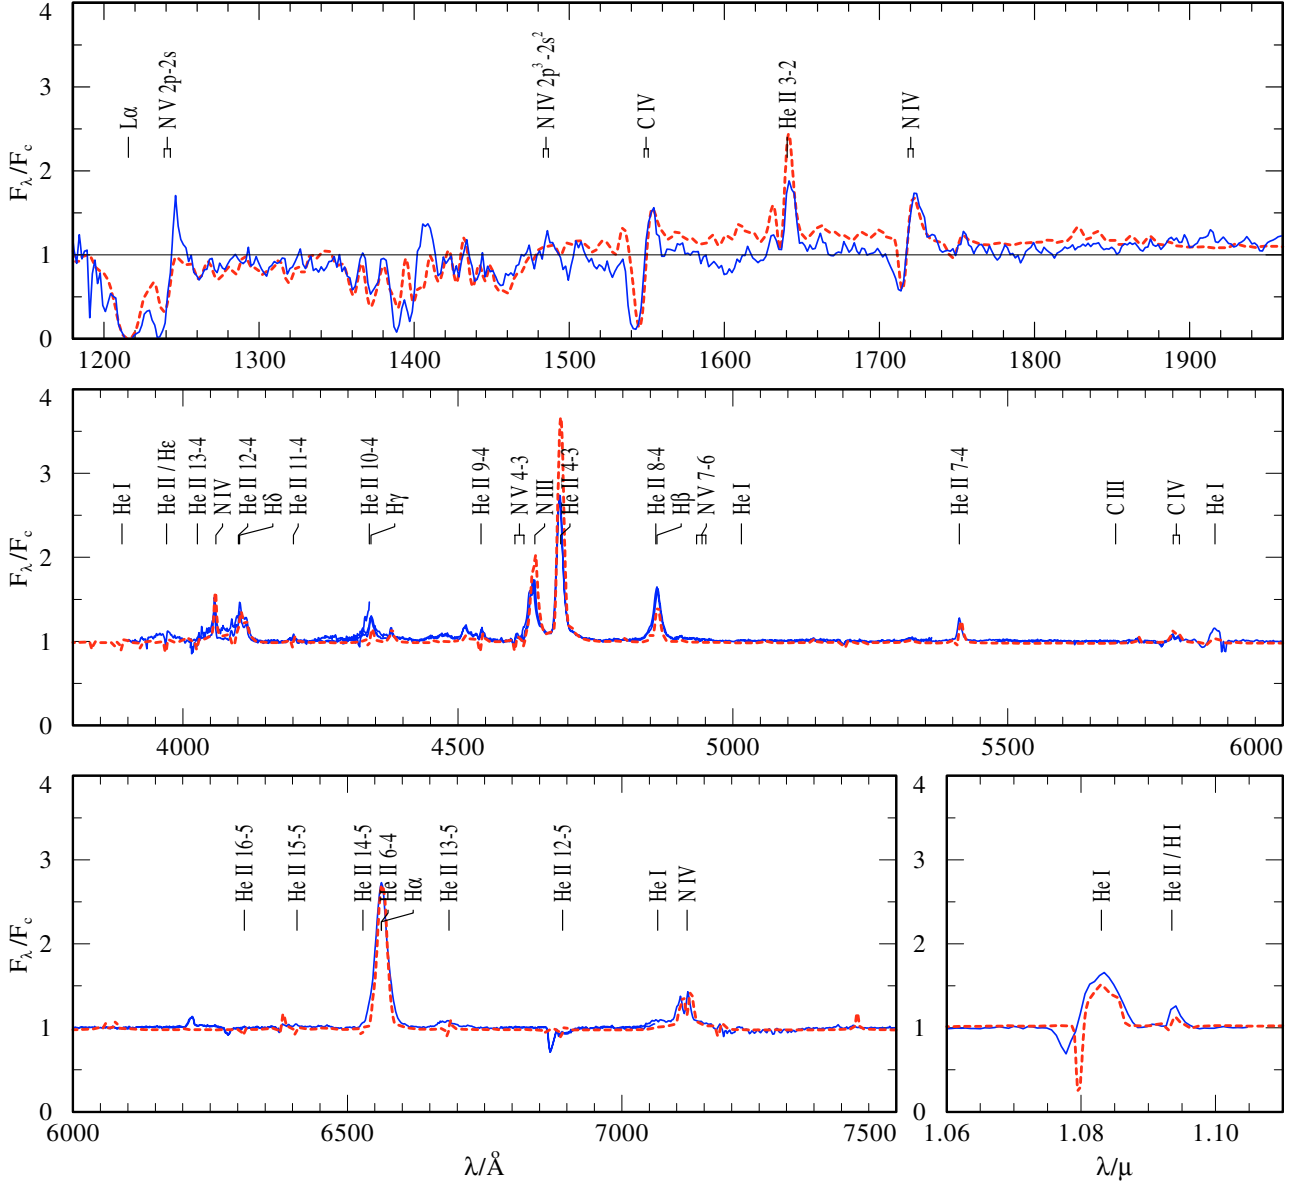 F_λ/F_c
4
3
2
1
0
Lα
N V 2p-2s
N IV 2p³-2s²
C IV
He II 3-2
N IV
1200
1300
1400
1500
1600
1700
1800
1900
F_λ/F_c
4
3
2
1
0
He I
He II / Hε
He II 13-4
N IV
He II 12-4
Hδ
He II 11-4
He II 10-4
Hγ
He II 9-4
N V 4-3
N III
He II 4-3
He II 8-4
Hβ
N V 7-6
He I
He II 7-4
C III
C IV
He I
4000
4500
5000
5500
6000
F_λ/F_c
4
3
2
1
0
He II 16-5
He II 15-5
He II 14-5
He II 6-4
Hα
He II 13-5
He II 12-5
He I
N IV
6000
6500
7000
7500
λ/Å
4
3
2
1
0
He I
He II / H I
1.06
1.08
1.10
λ/μ